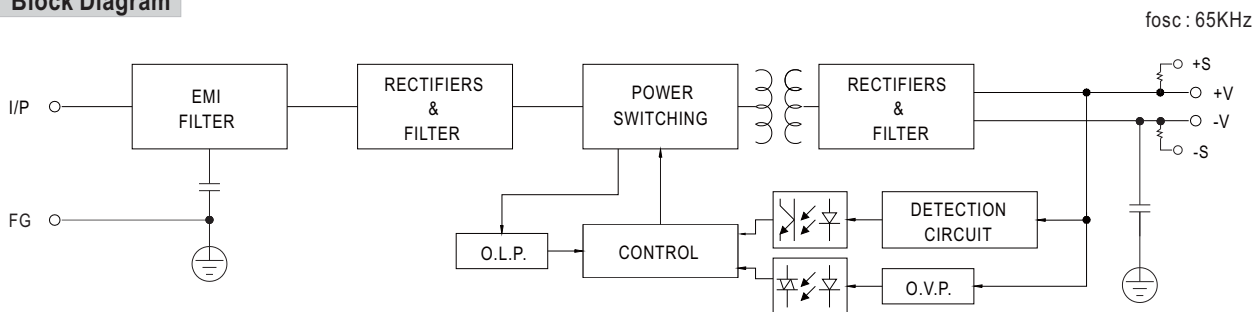 Block Diagram
fosc : 65KHz
I/P
EMI
FILTER
RECTIFIERS
&
FILTER
POWER
SWITCHING
RECTIFIERS
&
FILTER
+S
+V
-V
-S
FG
O.L.P.
CONTROL
DETECTION
CIRCUIT
O.V.P.